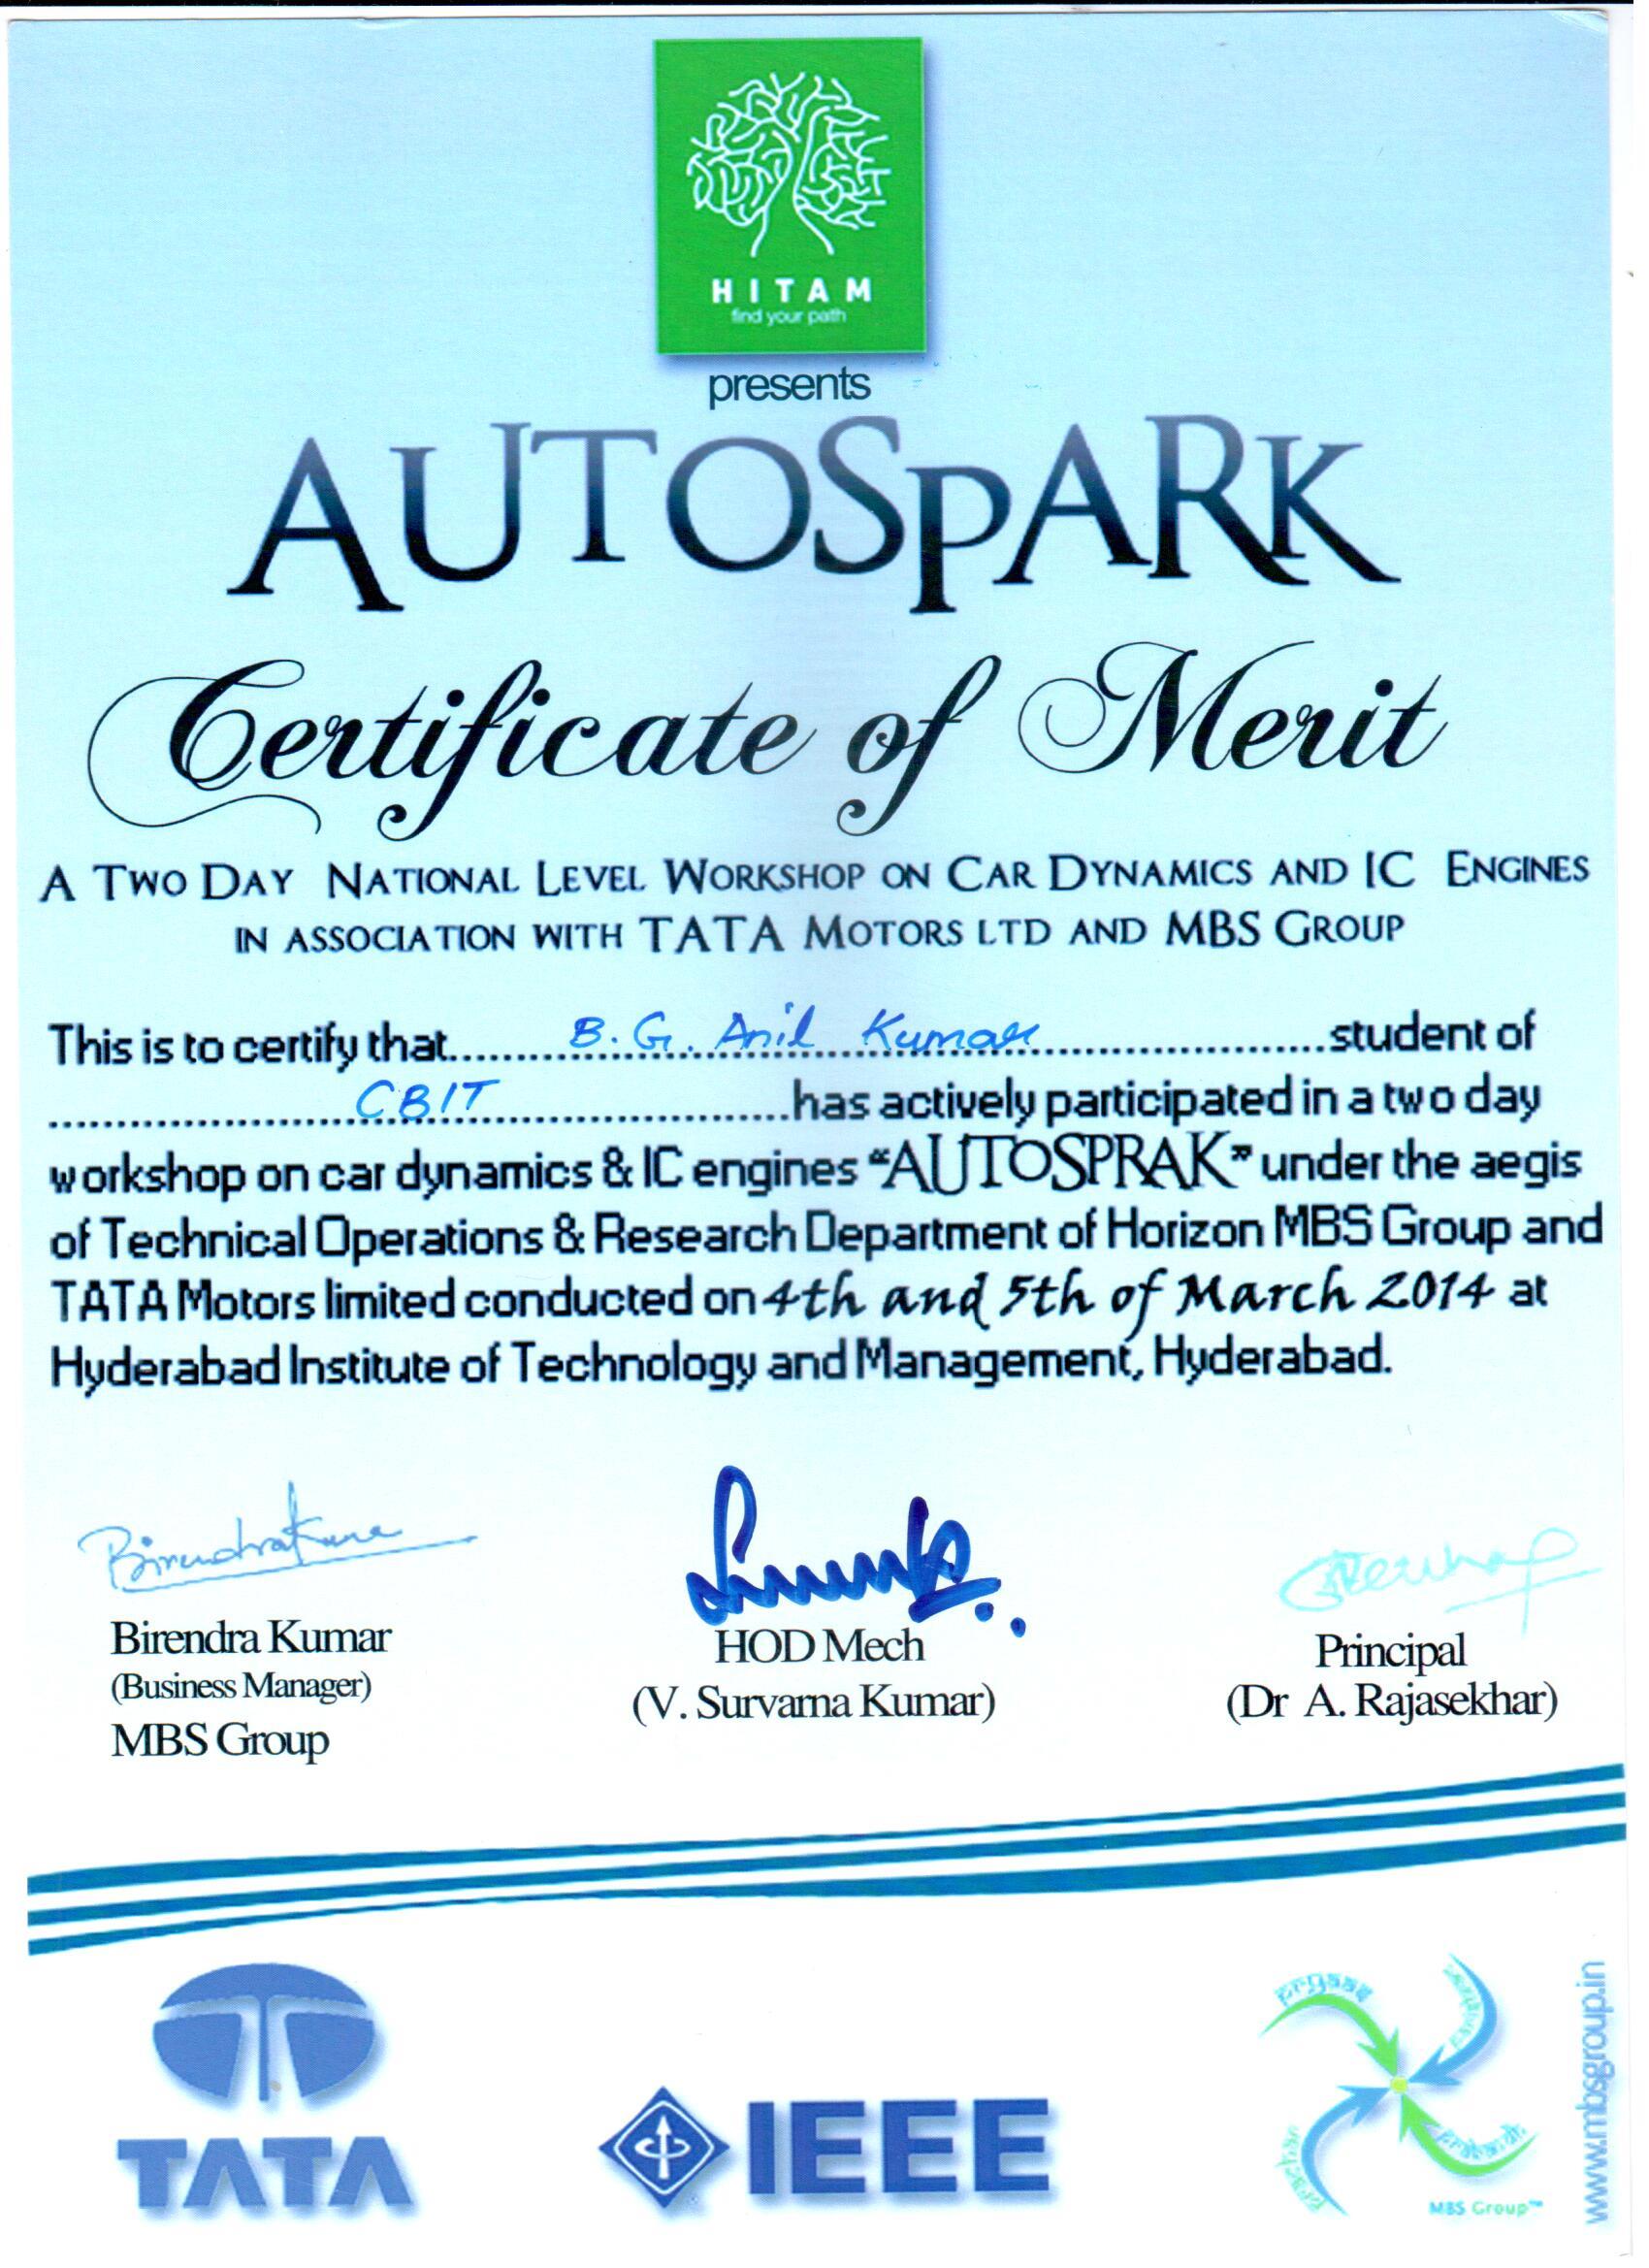 HITAM
find your path
presents
AUTOSpARK
Certificate of Merit
A TWO DAY NATIONAL LEVEL WORKSHOP ON CAR DYNAMICS AND IC ENGINES
IN ASSOCIATION WITH TATA MOTORS LTD AND MBS GROUP
This is to certify that B. G. Anil Kumar student of
CBIT has actively participated in a two day
workshop on car dynamics & IC engines “AUTOSPRAK” under the aegis
of Technical Operations & Research Department of Horizon MBS Group and
TATA Motors limited conducted on 4th and 5th of March 2014 at
Hyderabad Institute of Technology and Management, Hyderabad.
Birendra Kumar
Birendra Kumar
(Business Manager)
MBS Group
HOD Mech
(V. Survarna Kumar)
Principal
(Dr A. Rajasekhar)
TATA
IEEE
MBS Group™
www.mbsgroup.in